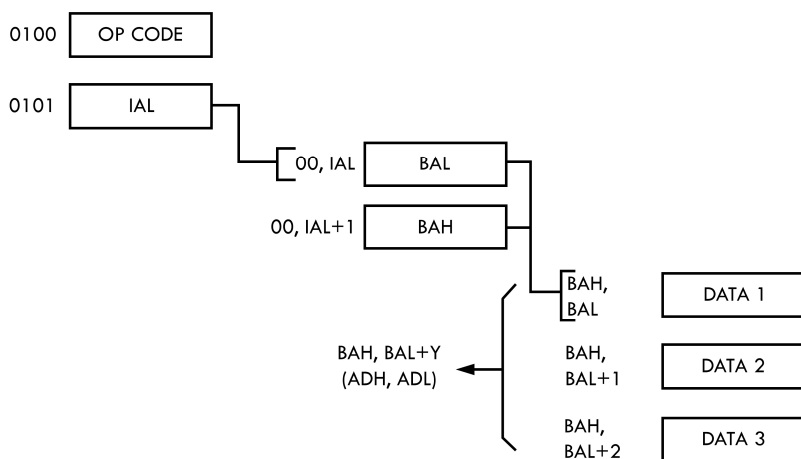 0100 OP CODE
0101 IAL
00, IAL BAL
00, IAL+1 BAH
BAH,
BAL
DATA 1
BAH, BAL+Y
(ADH, ADL)
BAH,
BAL+1
DATA 2
BAH,
BAL+2
DATA 3